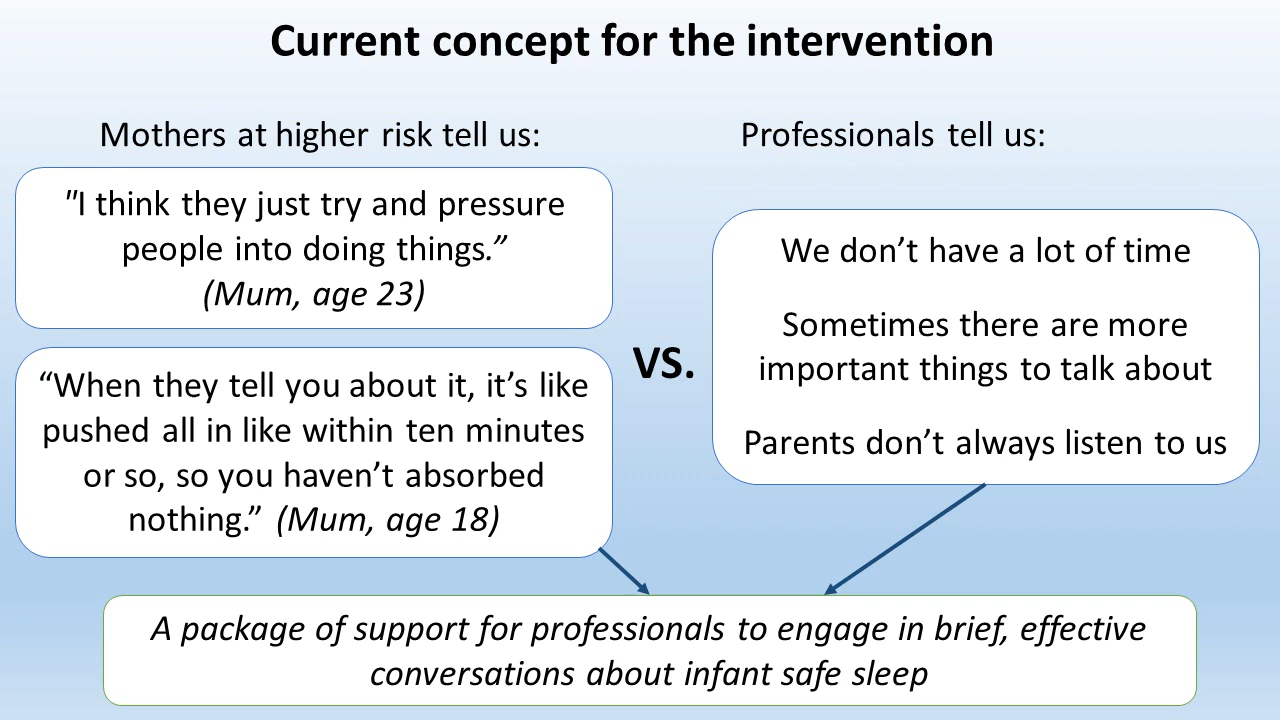 Current concept for the intervention
Mothers at higher risk tell us:
"I think they just try and pressure
people into doing things.”
(Mum, age 23)
“When they tell you about it, it’s like
pushed all in like within ten minutes
or so, so you haven’t absorbed
nothing.” (Mum, age 18)
VS.
Professionals tell us:
We don’t have a lot of time
Sometimes there are more
important things to talk about
Parents don’t always listen to us
A package of support for professionals to engage in brief, effective
conversations about infant safe sleep